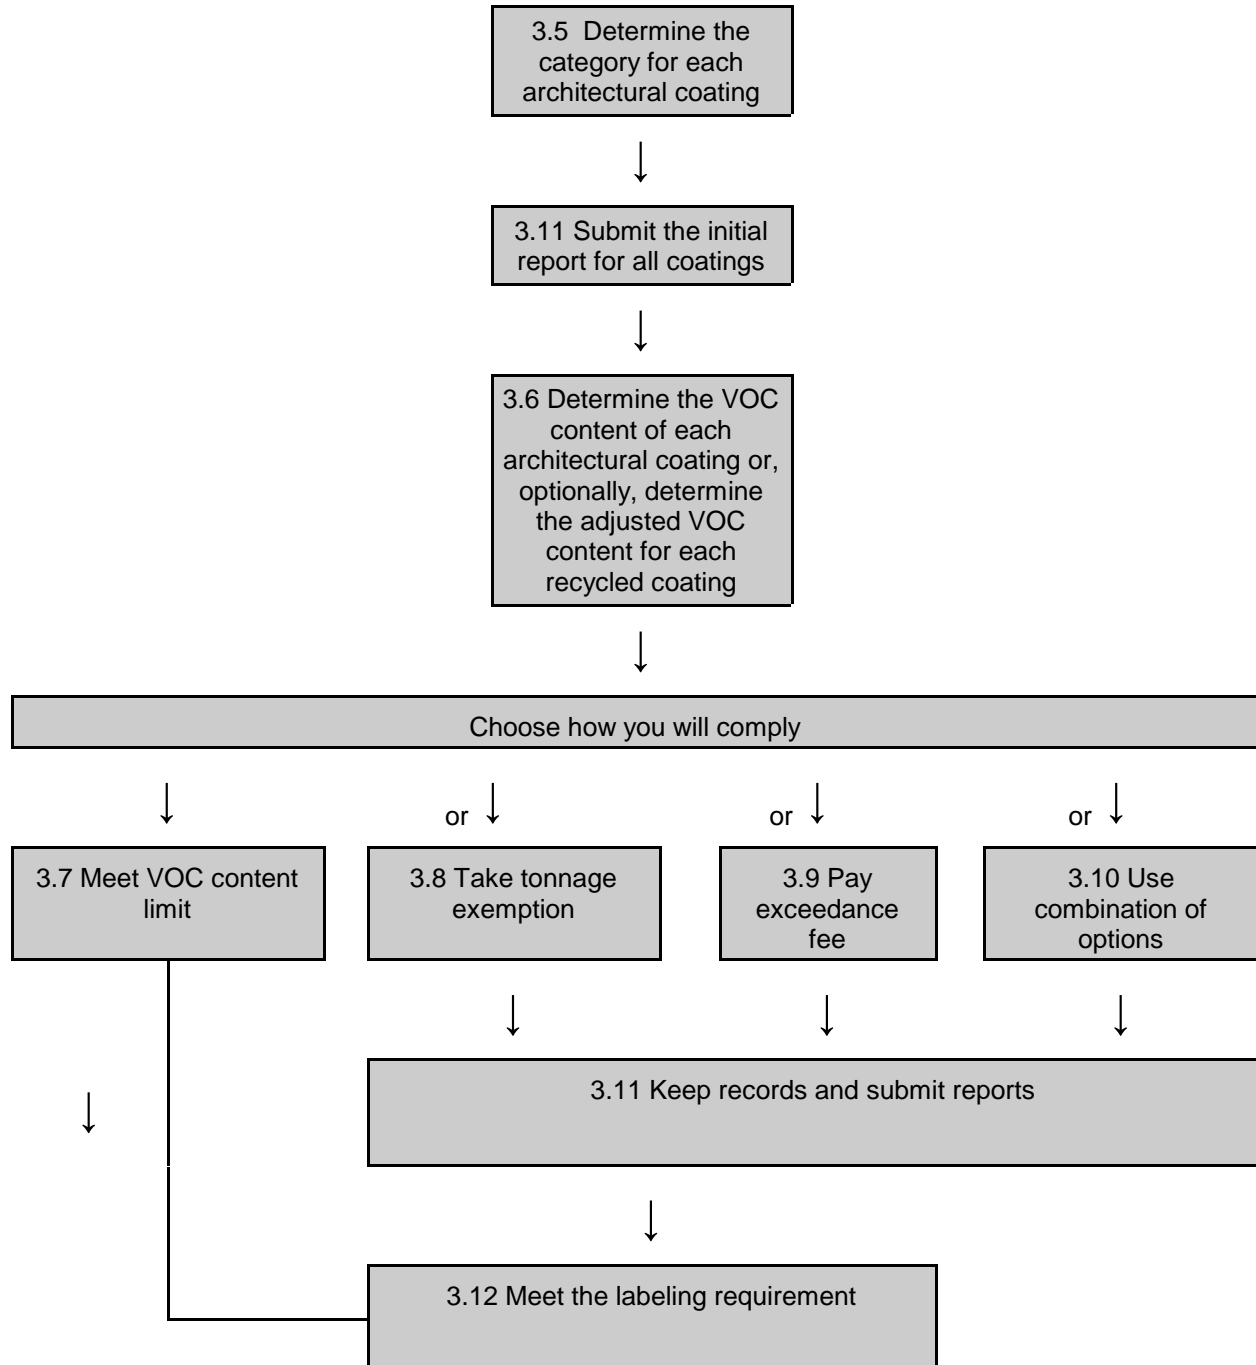 3.5 Determine the
category for each
architectural coating
3.11 Submit the initial
report for all coatings
3.6 Determine the VOC
content of each
architectural coating or,
optionally, determine
the adjusted VOC
content for each
recycled coating
Choose how you will comply
or
or
or
3.7 Meet VOC content
limit
3.8 Take tonnage
exemption
3.9 Pay
exceedance
fee
3.10 Use
combination of
options
3.11 Keep records and submit reports
3.12 Meet the labeling requirement